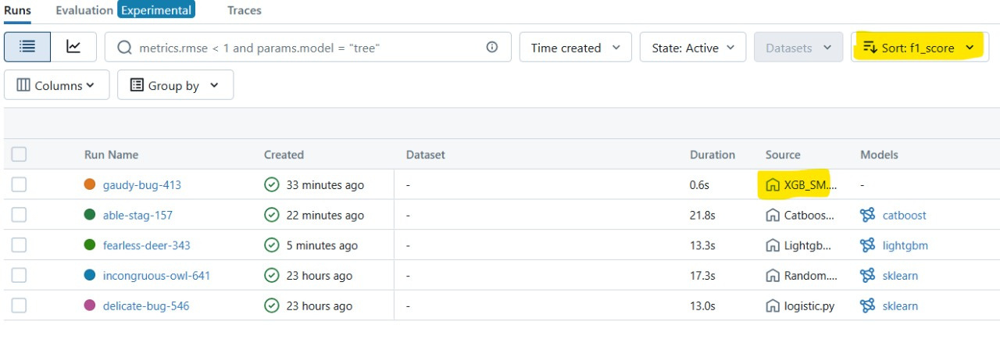 Runs Evaluation Experimental Traces
metrics.rmse < 1 and params.model = "tree" Time created State: Active Datasets Sort: f1_score
Columns Group by
Run Name Created Dataset Duration Source Models
gaudy-bug-413 33 minutes ago - 0.6s XGB_SM.... -
able-stag-157 22 minutes ago - 21.8s Catboos... catboost
fearless-deer-343 5 minutes ago - 13.3s Lightgb... lightgbm
incongruous-owl-641 23 hours ago - 17.3s Random.... sklearn
delicate-bug-546 23 hours ago - 13.0s logistic.py sklearn